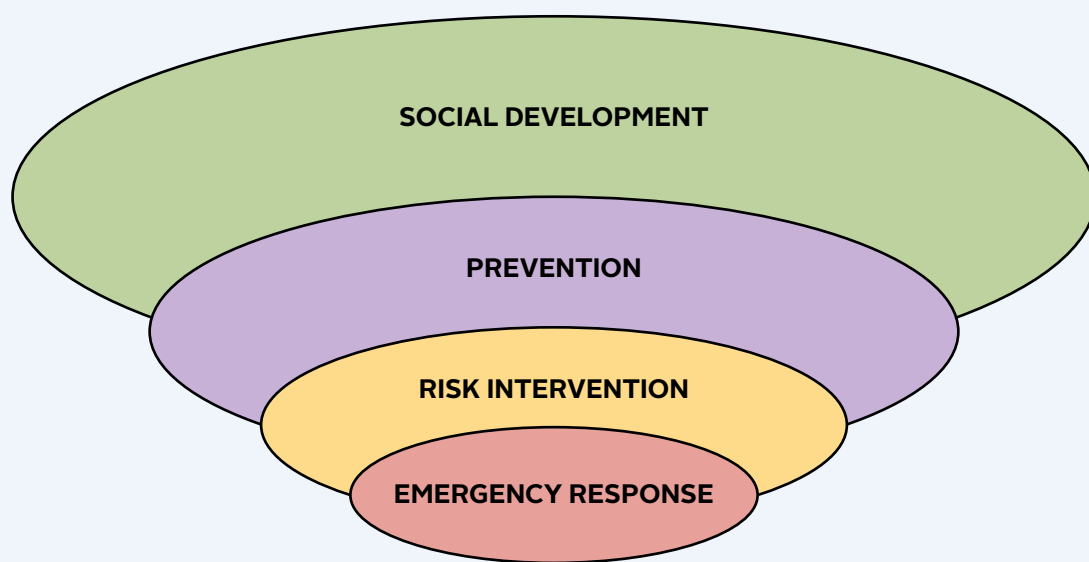 SOCIAL DEVELOPMENT
PREVENTION
RISK INTERVENTION
EMERGENCY RESPONSE